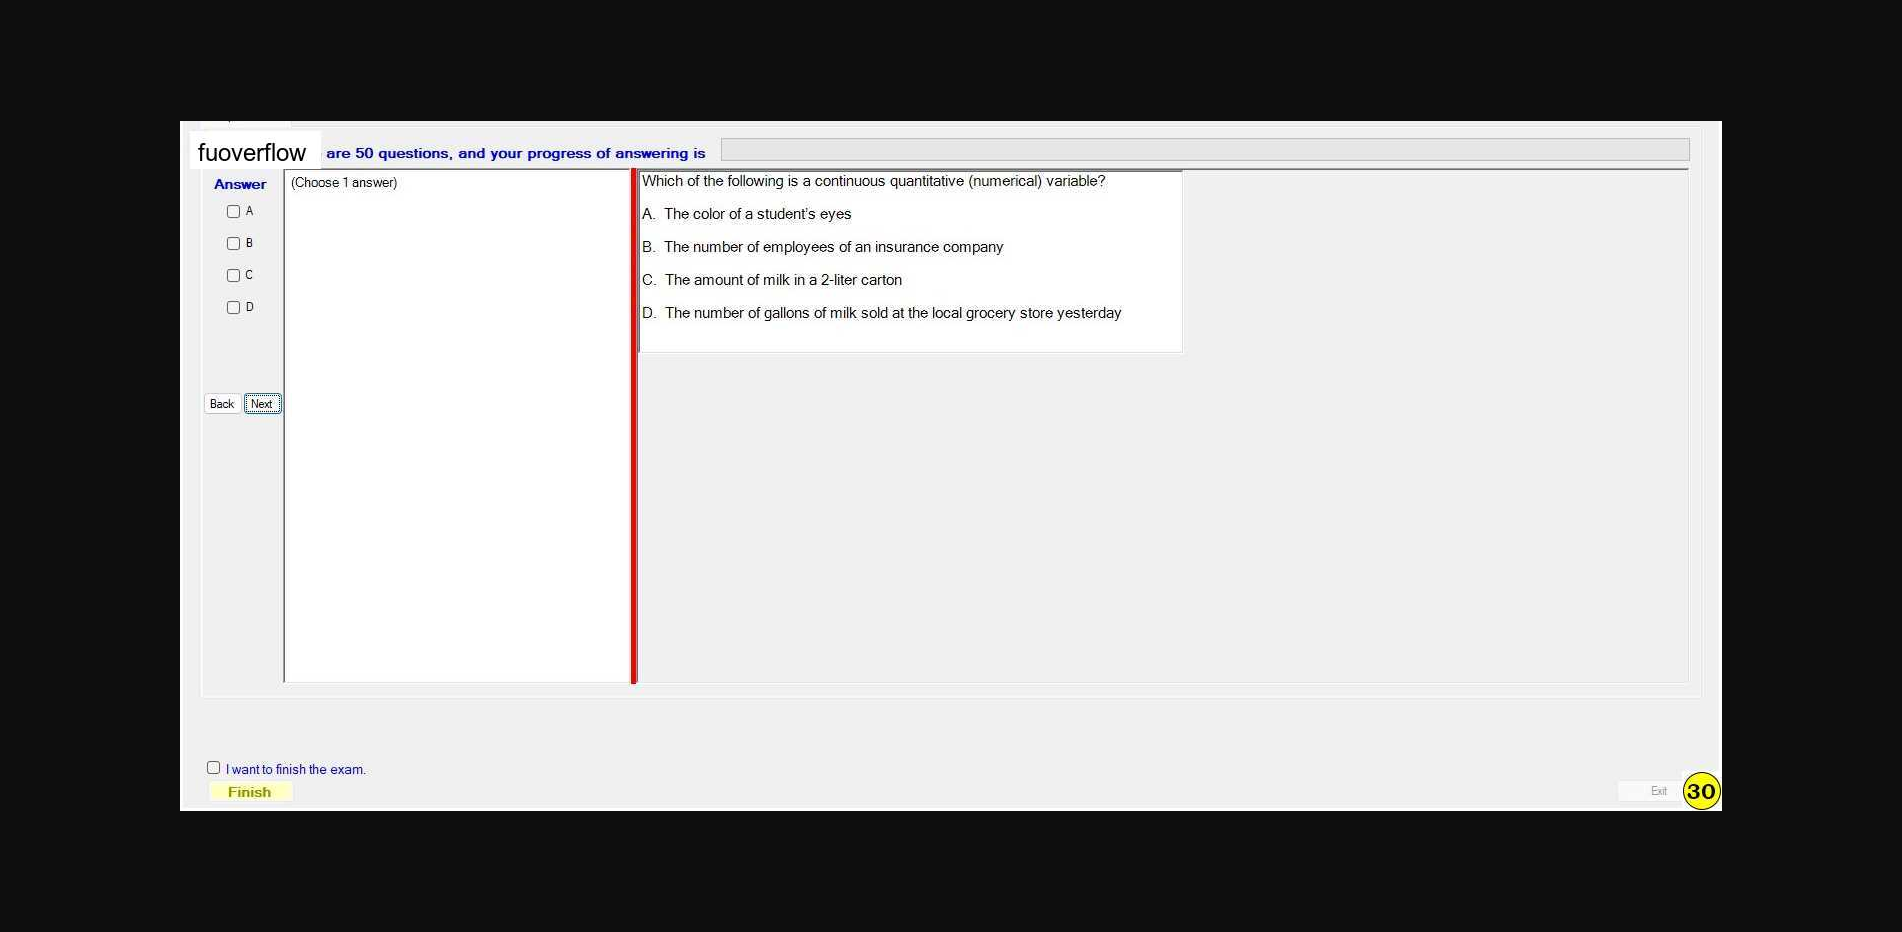 fuoverflow are 50 questions, and your progress of answering is
Answer
(Choose 1 answer)
A
B
C
D
Back Next
Which of the following is a continuous quantitative (numerical) variable?
A. The color of a student's eyes
B. The number of employees of an insurance company
C. The amount of milk in a 2-liter carton
D. The number of gallons of milk sold at the local grocery store yesterday
I want to finish the exam.
Finish
Exit
30